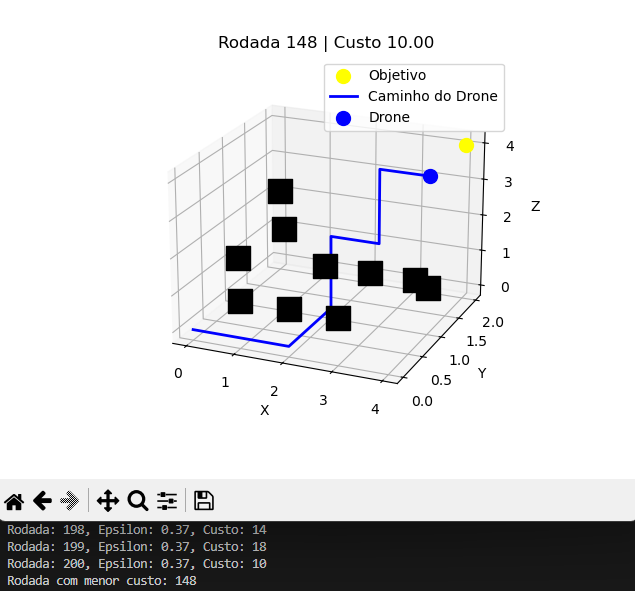 Rodada 148 | Custo 10.00
Objetivo
Caminho do Drone
Drone
4
3
2
1
0
Z
2.0
1.5
1.0
0.5
0.0
Y
0
1
2
3
4
X
Rodada: 198, Epsilon: 0.37, Custo: 14
Rodada: 199, Epsilon: 0.37, Custo: 18
Rodada: 200, Epsilon: 0.37, Custo: 10
Rodada com menor custo: 148